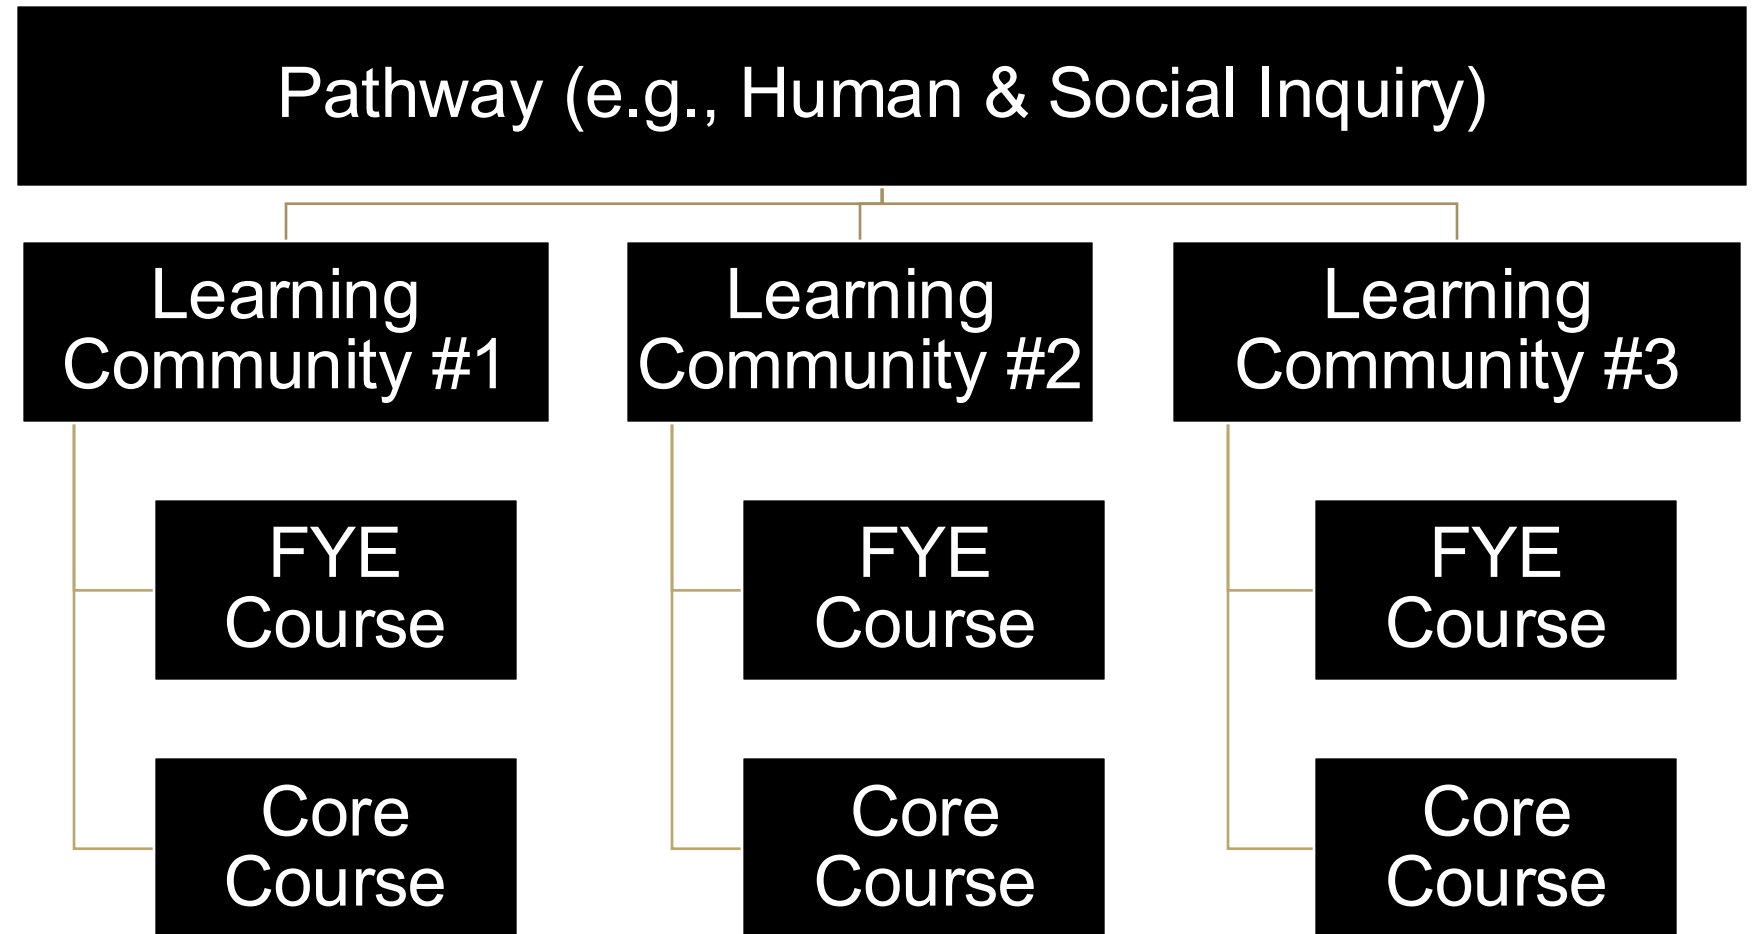 Pathway (e.g., Human & Social Inquiry)
Learning
Community #1
Learning
Community #2
Learning
Community #3
FYE
Course
FYE
Course
FYE
Course
Core
Course
Core
Course
Core
Course